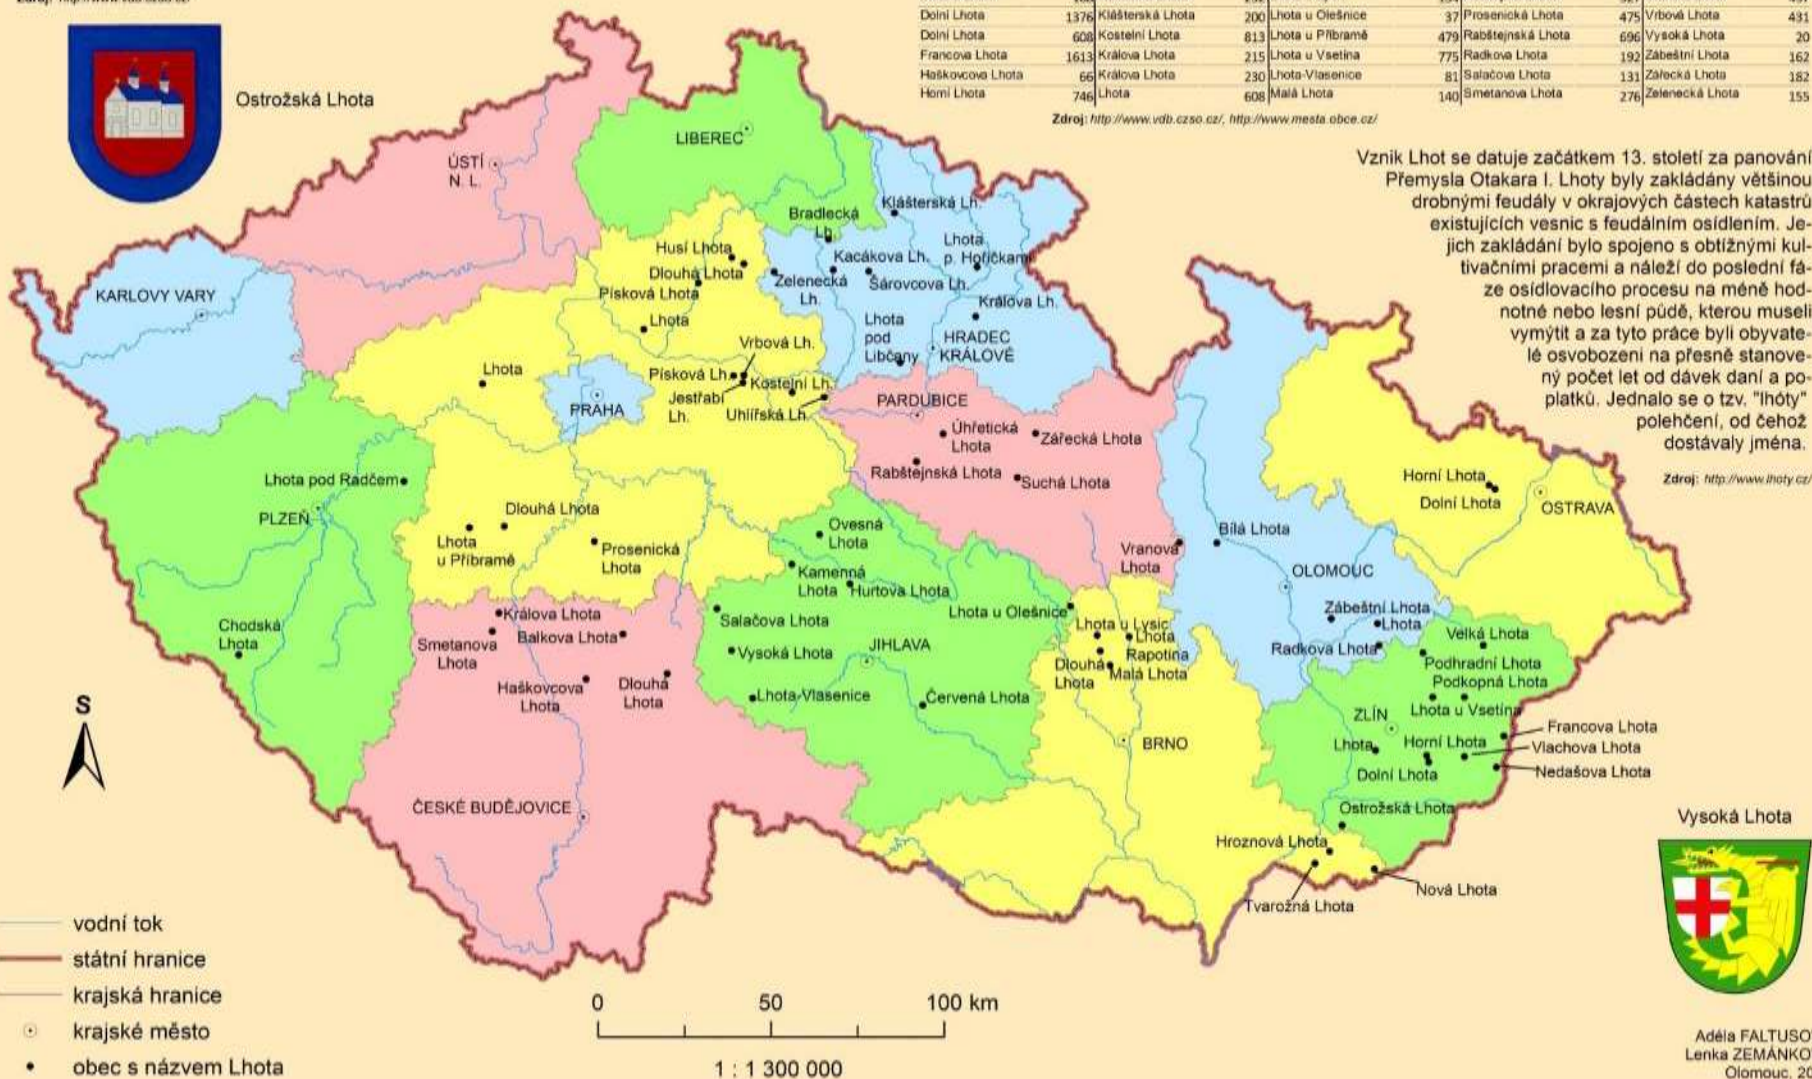 Zdroj: http://www.vdb.czso.cz/
Dolní Lhota 1376 Klášterská Lhota 200 Lhota u Olešnice 37 Prosenická Lhota 475 Vrbová Lhota 431
Dolní Lhota 608 Kostelní Lhota 813 Lhota u Příbramě 479 Rabštejnská Lhota 696 Vysoká Lhota 20
Francova Lhota 1613 Králova Lhota 215 Lhota u Vsetína 775 Radkova Lhota 192 Zábeštní Lhota 162
Haškovcova Lhota 66 Králova Lhota 230 Lhota-Vlasenice 81 Salačova Lhota 131 Zářecká Lhota 182
Horní Lhota 746 Lhota 608 Malá Lhota 140 Smetanova Lhota 276 Zelenecká Lhota 155
Zdroj: http://www.vdb.czso.cz/, http://www.mesta.obce.cz/
Ostrožská Lhota
Vznik Lhot se datuje začátkem 13. století za panování
Přemysla Otakara I. Lhoty byly zakládány většinou
drobnými feudály v okrajových částech katastrů
existujících vesnic s feudálním osídlením. Je-
jich zakládání bylo spojeno s obtížnými kul-
tivačními pracemi a náleží do poslední fá-
ze osídlovacího procesu na méně hod-
notné nebo lesní půdě, kterou museli
vymýtit a za tyto práce byli obyvate-
lé osvobozeni na přesně stanove-
ný počet let od dávek daní a po-
platků. Jednalo se o tzv. "lhóty"
polehčení, od čehož
dostávaly jména.
Zdroj: http://www.lhoty.cz/
LIBEREC
ÚSTÍ
N. L.
KARLOVY VARY
Bradlecká
Lh.
Klášterská Lh.
Husí Lhota
Dlouhá Lhota
Písková Lhota
Lhota
Kacákova Lh.
Lhota
p. Hořičkami
Zelenecká
Lh.
Šárovcova Lh.
Králova Lh.
Lhota
pod
Libčany
HRADEC
KRÁLOVÉ
Vrbová Lh.
Lhota
Písková Lh.
Kostelní Lh.
Jestřabí
Lh.
Uhlířská Lh.
PRAHA
PARDUBICE
Úhřetická
Lhota
Zářecká Lhota
Rabštejnská Lhota
Suchá Lhota
Lhota pod Radčem
PLZEŇ
Horní Lhota
Dolní Lhota
OSTRAVA
Dlouhá Lhota
Lhota
u Příbramě
Prosenická
Lhota
Ovesná
Lhota
Kamenná
Lhota
Hurtova Lhota
Vranová
Lhota
Bílá Lhota
OLOMOUC
Chodská
Lhota
Králova Lhota
Smetanova
Lhota
Balkova Lhota
Haškovcova
Lhota
Dlouhá
Lhota
Salačova Lhota
Vysoká Lhota
JIHLAVA
Lhota-Vlasenice
Červená Lhota
Lhota u Olešnice
Lhota u Lysic
Lhota
Rapotina
Dlouhá
Lhota
Malá Lhota
Zábeštní Lhota
Lhota
Radkova Lhota
Velká Lhota
Podhradní Lhota
Podkopná Lhota
Lhota u Vsetína
ZLÍN
Francova Lhota
Lhota
Horní Lhota
Vlachova Lhota
Dolní Lhota
Nedašova Lhota
BRNO
ČESKÉ BUDĚJOVICE
Ostrožská Lhota
Hroznová Lhota
Nová Lhota
Tvarožná Lhota
S
Vysoká Lhota
vodní tok
státní hranice
krajská hranice
krajské město
obec s názvem Lhota
0 50 100 km
1 : 1 300 000
Adéla
Lenka
Olomouc,